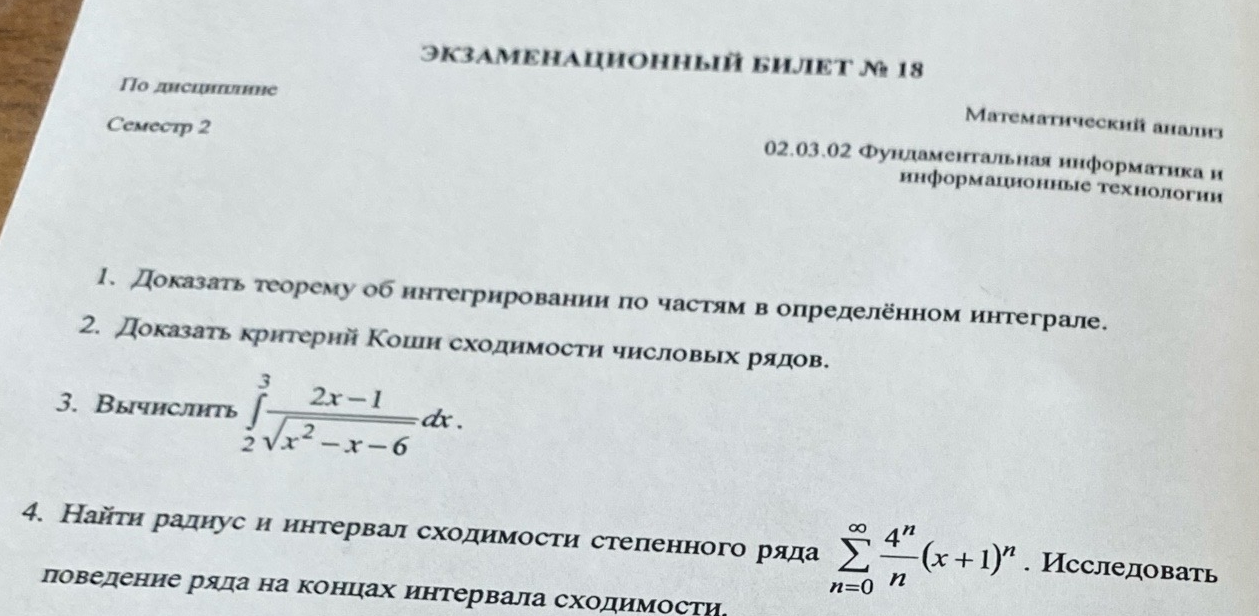 ЭКЗАМЕНАЦИОННЫЙ БИЛЕТ № 18
По дисциплине
Математический анализ
Семестр 2
02.03.02 Фундаментальная информатика и
информационные технологии
1. Доказать теорему об интегрировании по частям в определённом интеграле.
2. Доказать критерий Коши сходимости числовых рядов.
3. Вычислить $\int_{2}^{3} \frac{2x-1}{\sqrt{x^2-x-6}} dx$.
4. Найти радиус и интервал сходимости степенного ряда $\sum_{n=0}^{\infty} \frac{4^n}{n}(x+1)^n$. Исследовать
поведение ряда на концах интервала сходимости.